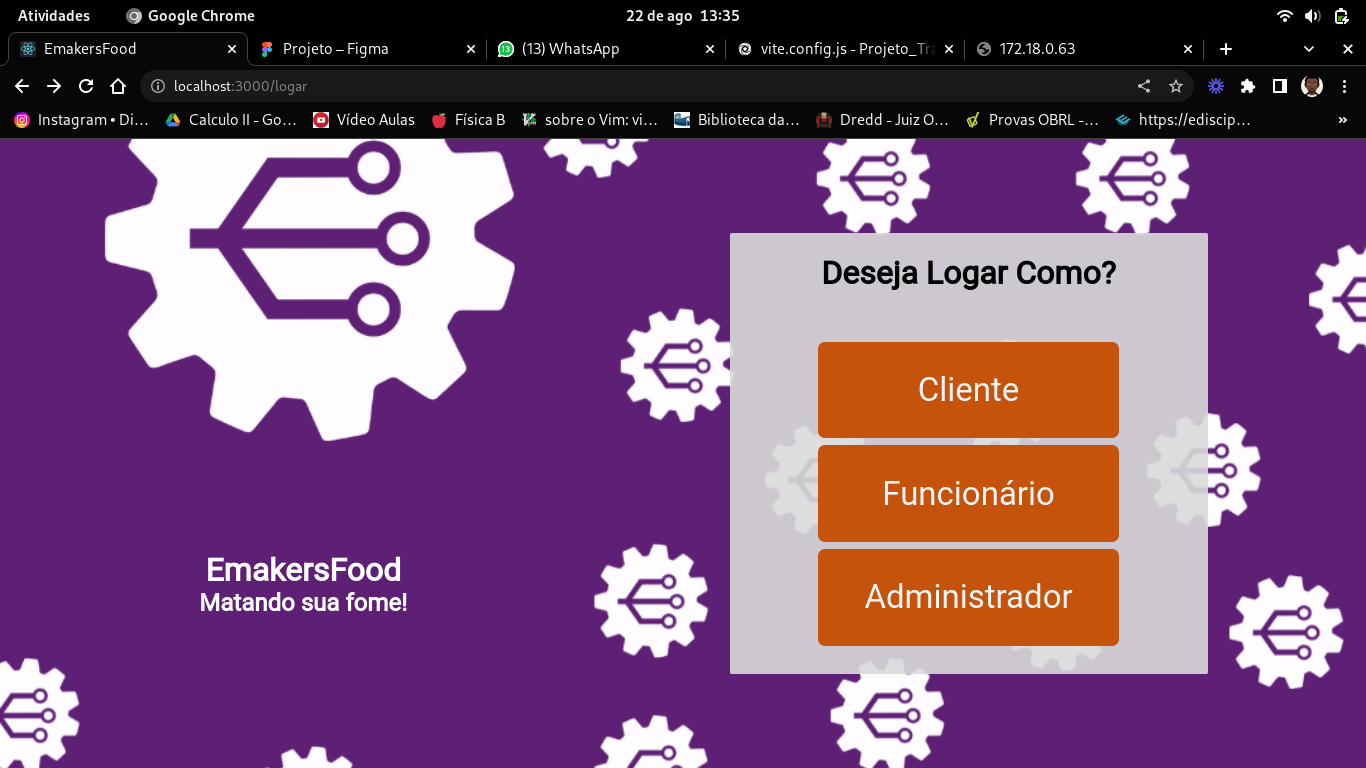 Atividades
Google Chrome
22 de ago 13:35
EmakersFood
Projeto – Figma
13
(13) WhatsApp
vite.config.js - Projeto_Tra
172.18.0.63
localhost:3000/logar
Instagram • Di…
Calculo II - Go…
Vídeo Aulas
Física B
sobre o Vim: vi…
Biblioteca da…
Dredd - Juiz O…
Provas OBRL -…
https://ediscip…
»
Deseja Logar Como?
Cliente
Funcionário
Administrador
EmakersFood
Matando sua fome!